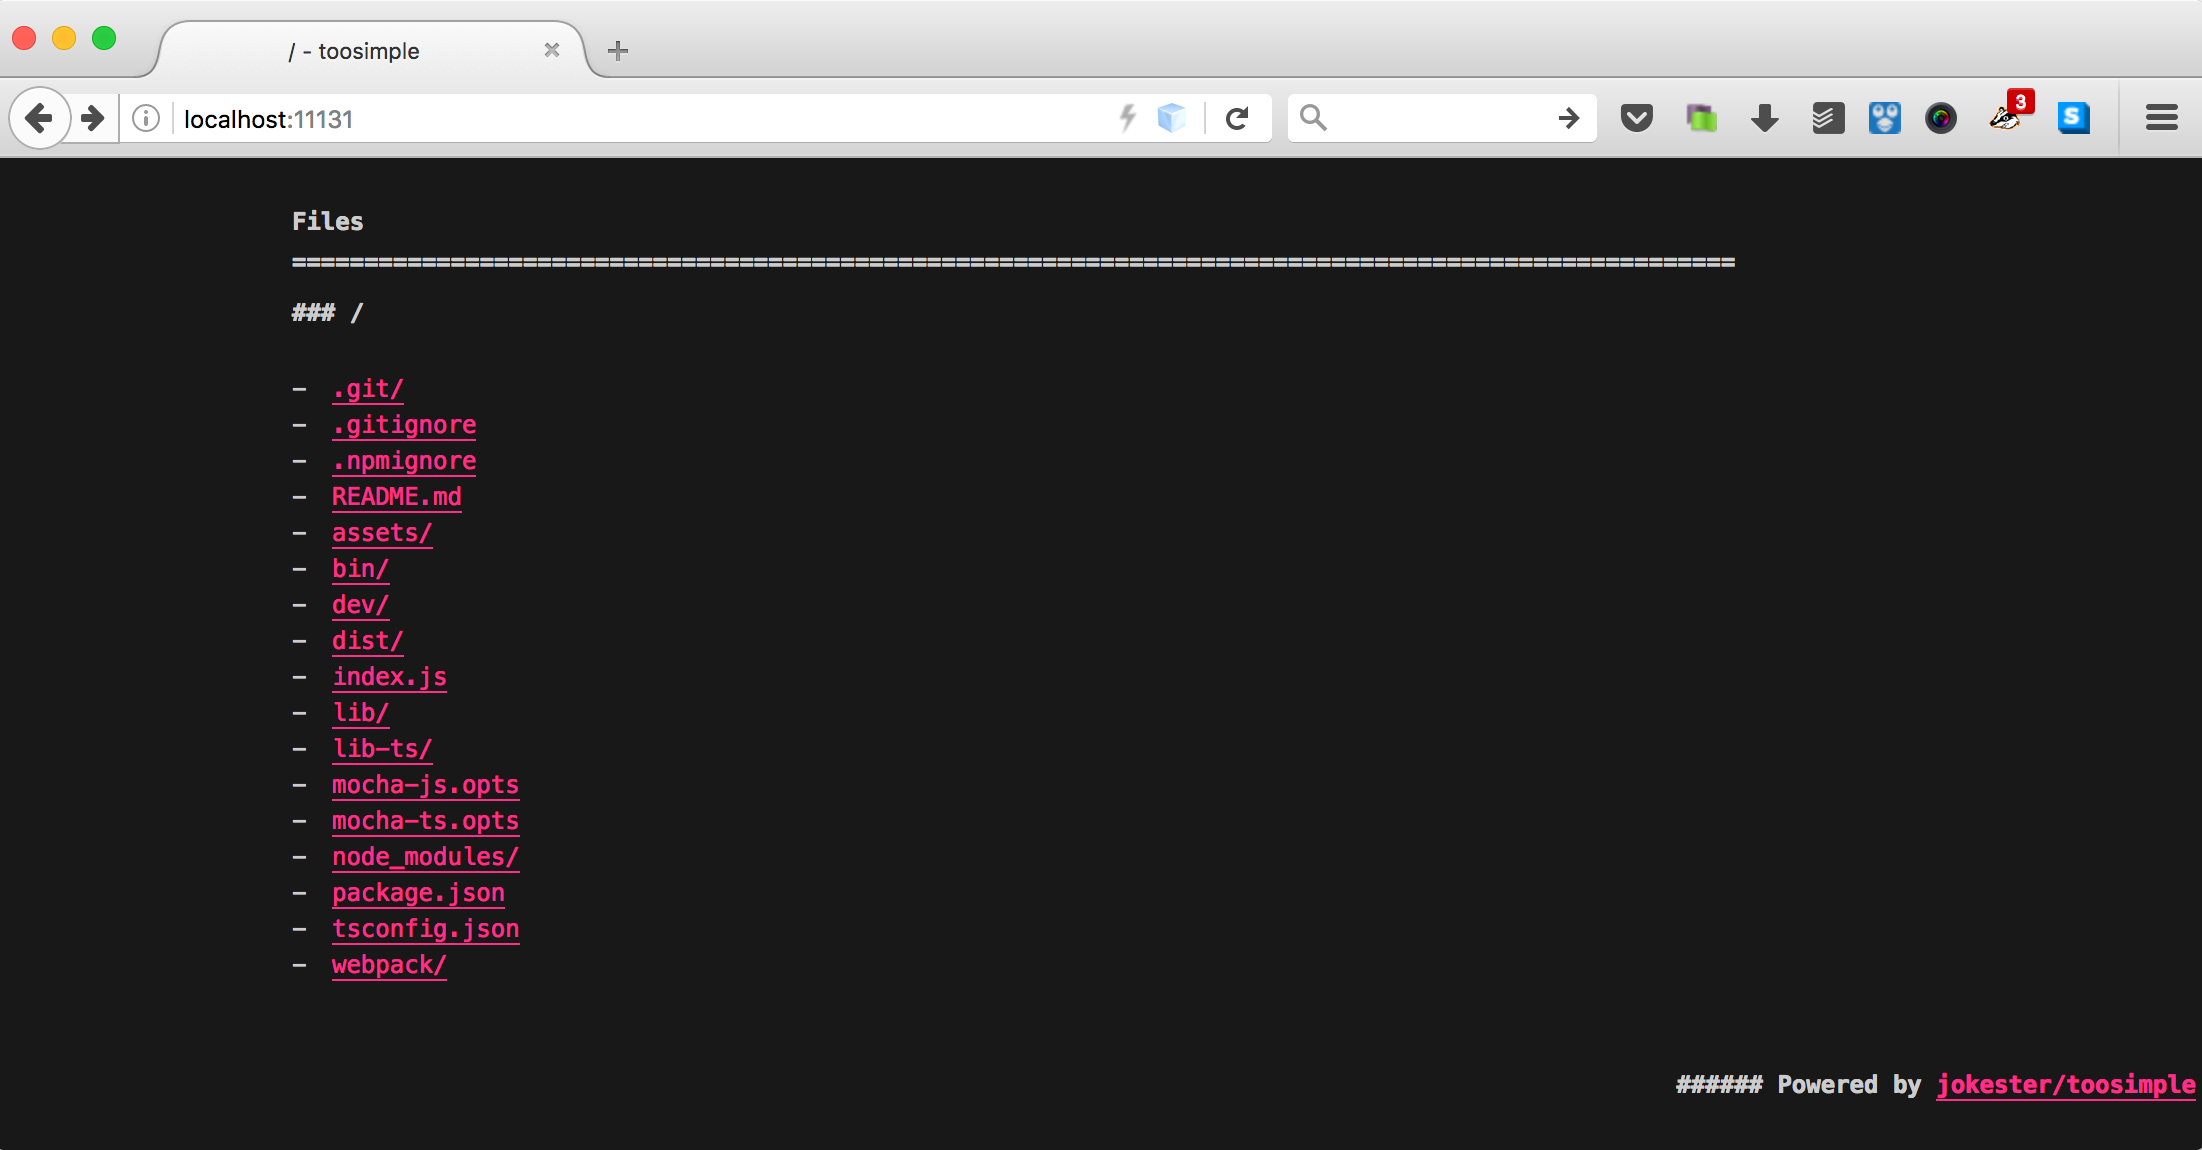 / - toosimple
localhost:11131
3
S
Files
====================================================================================================
### /
- .git/
- .gitignore
- .npmignore
- README.md
- assets/
- bin/
- dev/
- dist/
- index.js
- lib/
- lib-ts/
- mocha-js.opts
- mocha-ts.opts
- node_modules/
- package.json
- tsconfig.json
- webpack/
###### Powered by jokester/toosimple